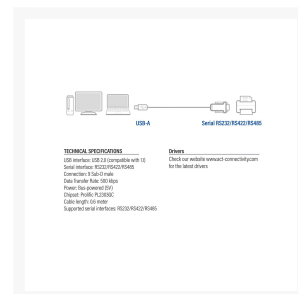 USB-A Serial RS232/RS422/RS485
TECHNICAL SPECIFICATIONS
USB interface: USB 2.0 (compatible with 1.1)
Serial interface: RS232/RS422/RS485
Connection: 9 Sub-D male
Data Transfer Rate: 500 kbps
Power: Bus-powered (5V)
Chipset: Prolific PL2303GC
Cable length: 0.6 meter
Supported serial interfaces: RS232/RS422/RS485
Drivers
Check our website www.act-connectivity.com
for the latest drivers